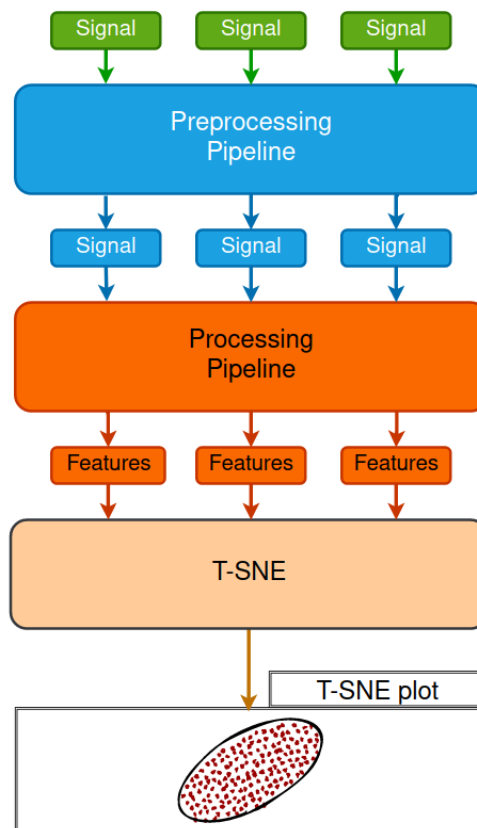 Signal Signal Signal
Preprocessing
Pipeline
Signal Signal Signal
Processing
Pipeline
Features Features Features
T-SNE
T-SNE plot